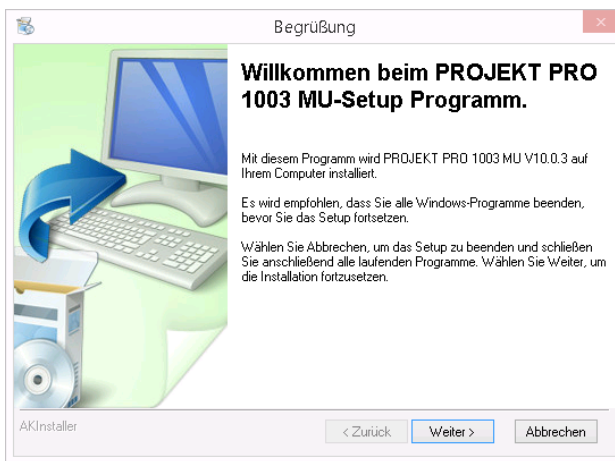 Begrüßung
Willkommen beim PROJEKT PRO
1003 MU-Setup Programm.
Mit diesem Programm wird PROJEKT PRO 1003 MU V10.0.3 auf
Ihrem Computer installiert.
Es wird empfohlen, dass Sie alle Windows-Programme beenden,
bevor Sie das Setup fortsetzen.
Wählen Sie Abbrechen, um das Setup zu beenden und schließen
Sie anschließend alle laufenden Programme. Wählen Sie Weiter, um
die Installation fortzusetzen.
AKInstaller
< Zurück Weiter > Abbrechen